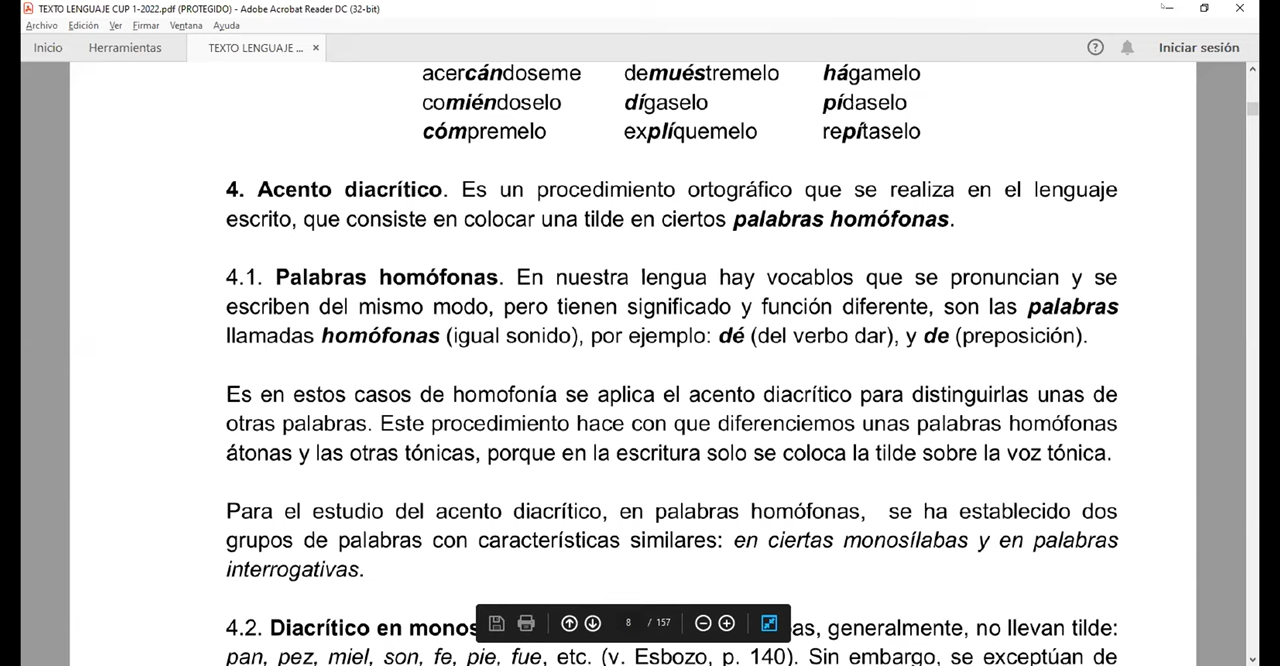 TEXTO LENGUAJE CUP 1-2022.pdf (PROTEGIDO) - Adobe Acrobat Reader DC (32-bit)
Archivo Edición Ver Firmar Ventana Ayuda
Inicio Herramientas TEXTO LENGUAJE ... × Iniciar sesión
acercándoseme demuéstremelo hágamelo
comiéndoselo dígaselo pídaselo
cómpremelo explíquemelo repítaselo
4. Acento diacrítico. Es un procedimiento ortográfico que se realiza en el lenguaje
escrito, que consiste en colocar una tilde en ciertos palabras homófonas.
4.1. Palabras homófonas. En nuestra lengua hay vocablos que se pronuncian y se
escriben del mismo modo, pero tienen significado y función diferente, son las palabras
llamadas homófonas (igual sonido), por ejemplo: dé (del verbo dar), y de (preposición).
Es en estos casos de homofonía se aplica el acento diacrítico para distinguirlas unas de
otras palabras. Este procedimiento hace con que diferenciemos unas palabras homófonas
átonas y las otras tónicas, porque en la escritura solo se coloca la tilde sobre la voz tónica.
Para el estudio del acento diacrítico, en palabras homófonas, se ha establecido dos
grupos de palabras con características similares: en ciertas monosílabas y en palabras
interrogativas.
8 / 157
4.2. Diacrítico en monos as, generalmente, no llevan tilde:
pan, pez, miel, son, fe, pie, fue, etc. (v. Esbozo, p. 140). Sin embargo, se exceptúan de